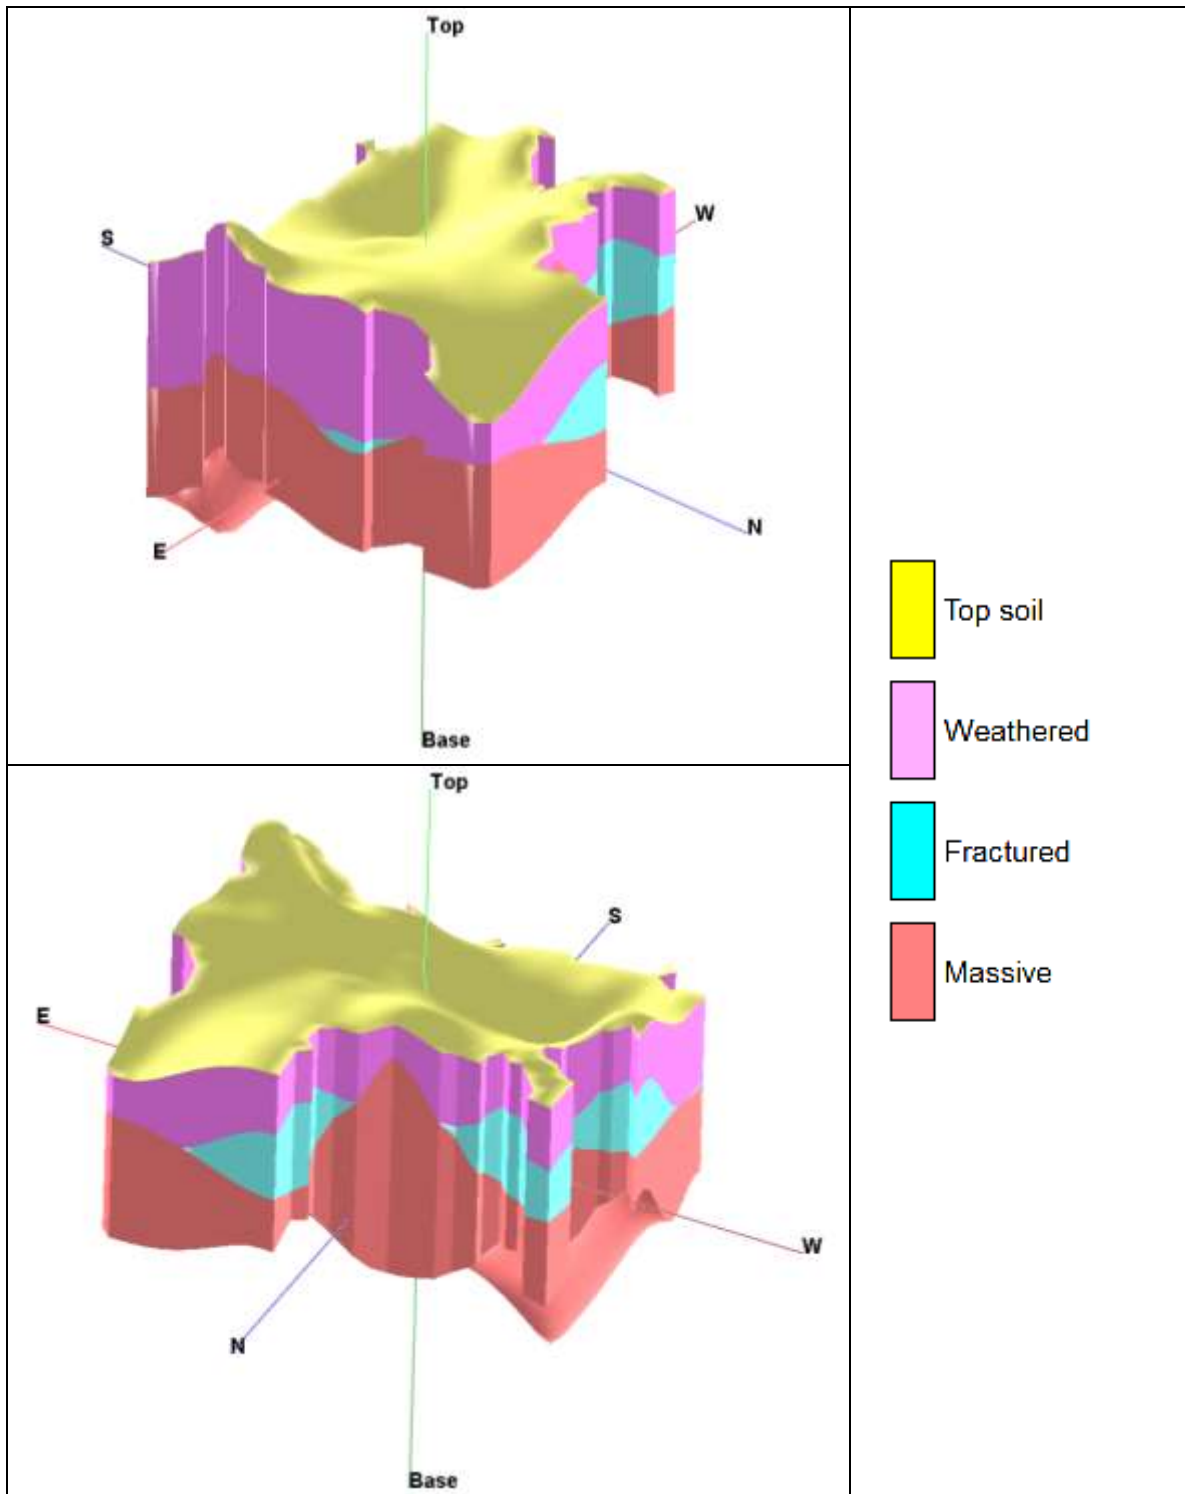 Top
S
W
E
N
Base
Top
S
E
W
N
Base
Top soil
Weathered
Fractured
Massive